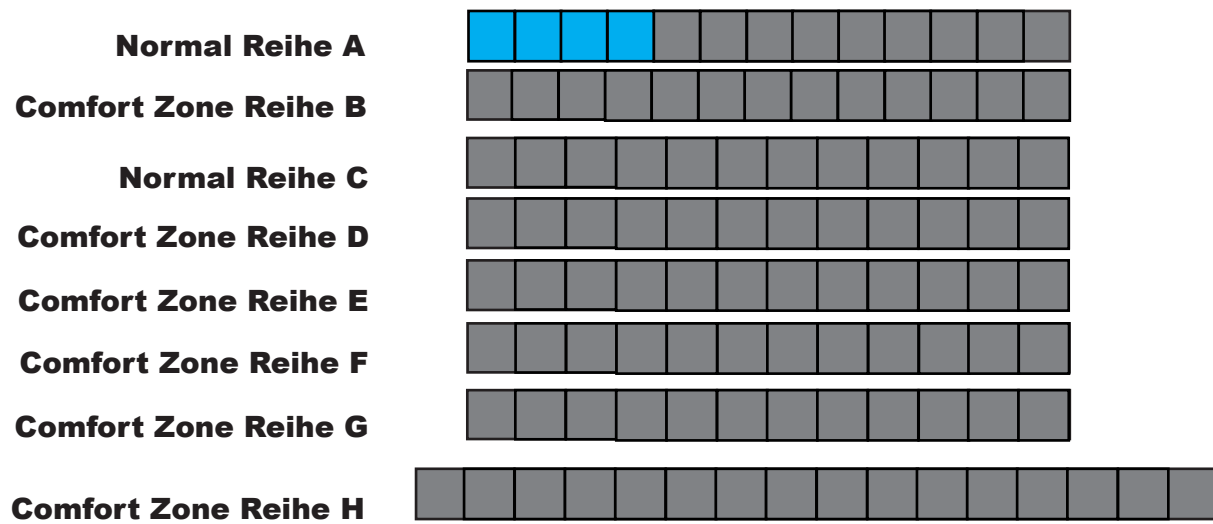 Normal Reihe A
Comfort Zone Reihe B
Normal Reihe C
Comfort Zone Reihe D
Comfort Zone Reihe E
Comfort Zone Reihe F
Comfort Zone Reihe G
Comfort Zone Reihe H